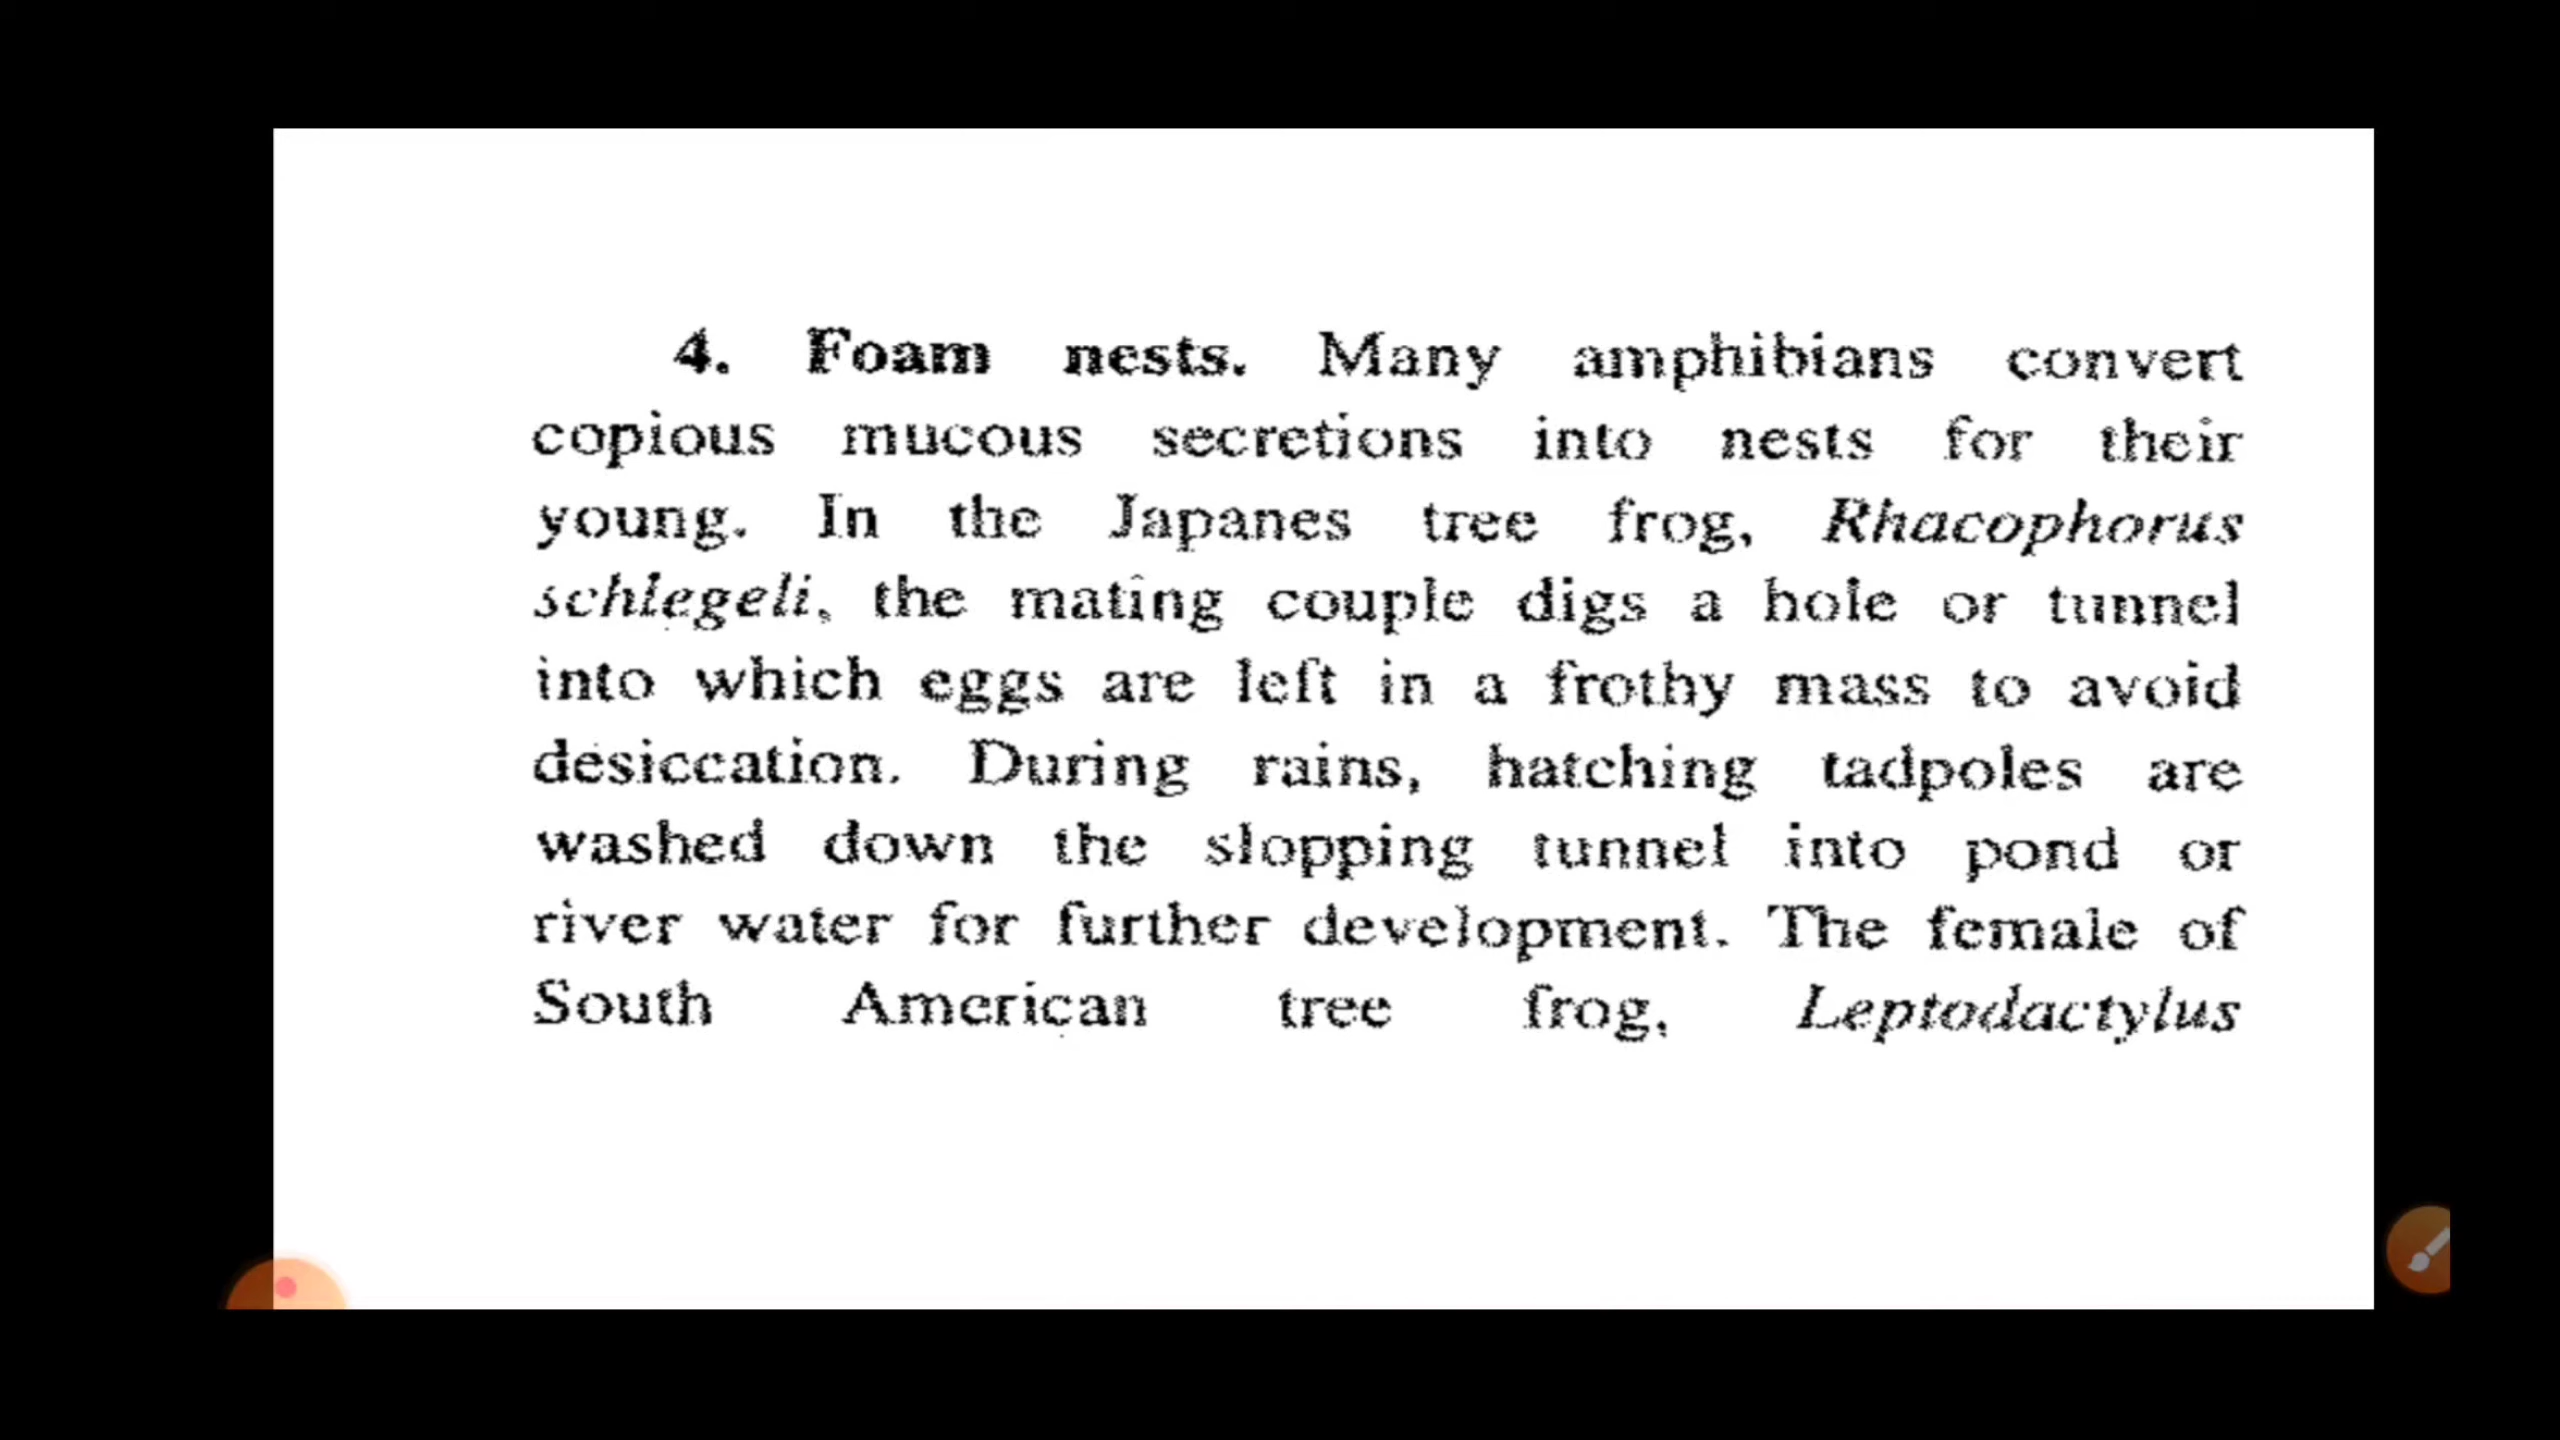 4. Foam nests. Many amphibians convert
copious mucous secretions into nests for their
young. In the Japanes tree frog, Rhacophorus
schlegeli, the mating couple digs a hole or tunnel
into which eggs are left in a frothy mass to avoid
desiccation. During rains, hatching tadpoles are
washed down the slopping tunnel into pond or
river water for further development. The female of
South American tree frog, Leptodactylus